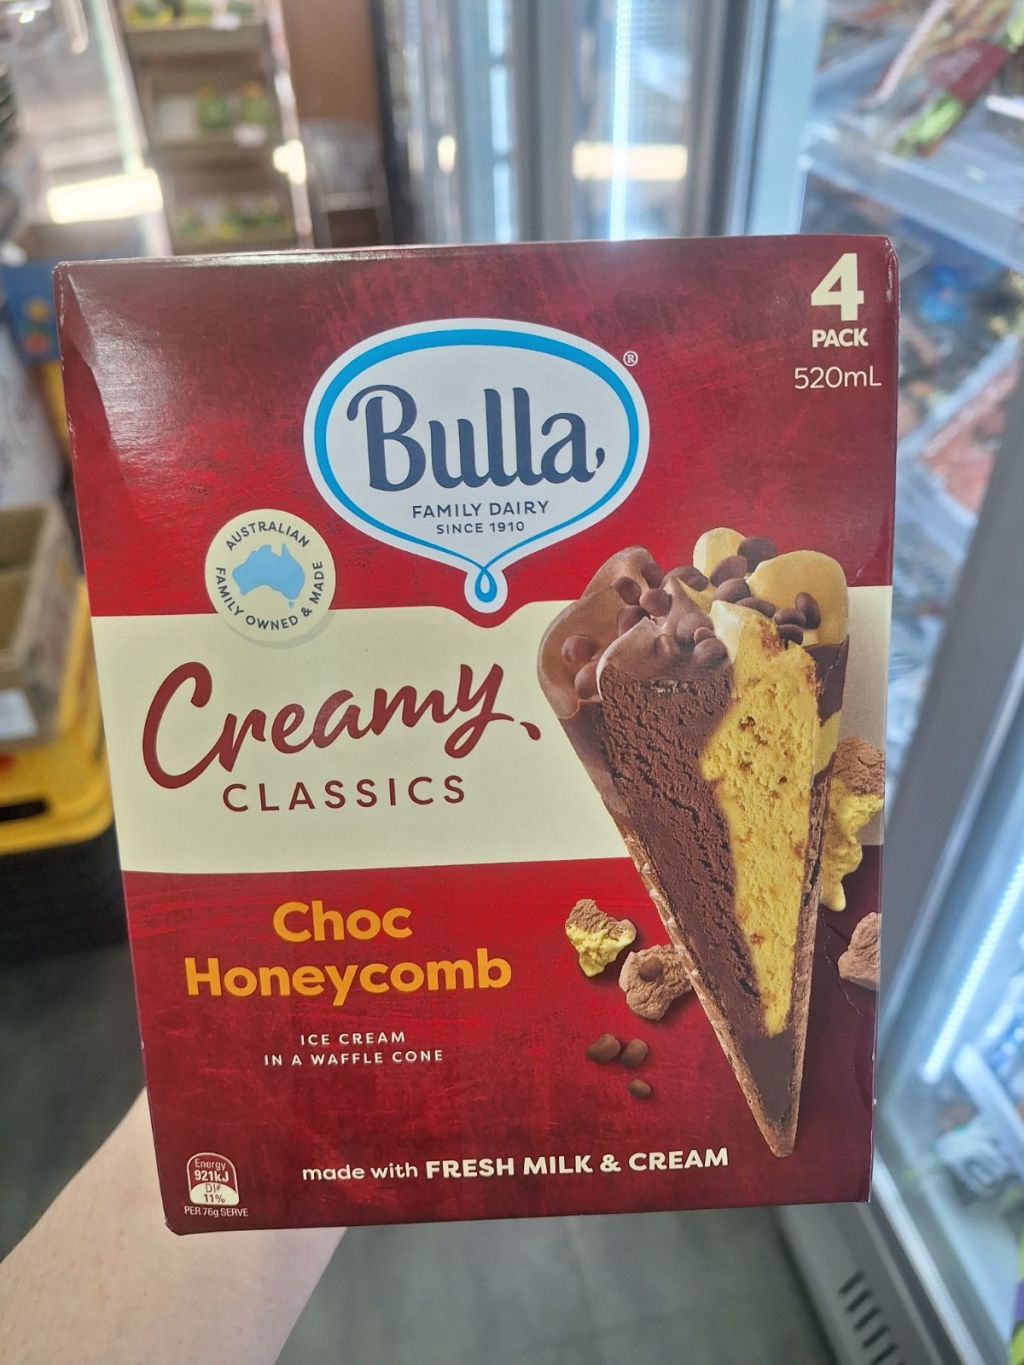 4
PACK
520mL
Bulla
®
FAMILY DAIRY
SINCE 1910
AUSTRALIAN
FAMILY OWNED & MADE
Creamy
CLASSICS
Choc
Honeycomb
ICE CREAM
IN A WAFFLE CONE
made with FRESH MILK & CREAM
Energy
921kJ
DI#
11%
PER 76g SERVE